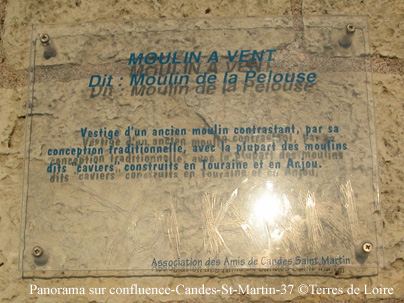 MOULIN A VENT
Dit : Moulin de la Pelouse
Vestige d'un ancien moulin contrastant, par sa
conception traditionnelle, avec la plupart des moulins
dits "caviers" construits en Touraine et en Anjou.
Association des Amis de Candes Saint Martin
Panorama sur confluence-Candes-St-Martin-37 ©Terres de Loire